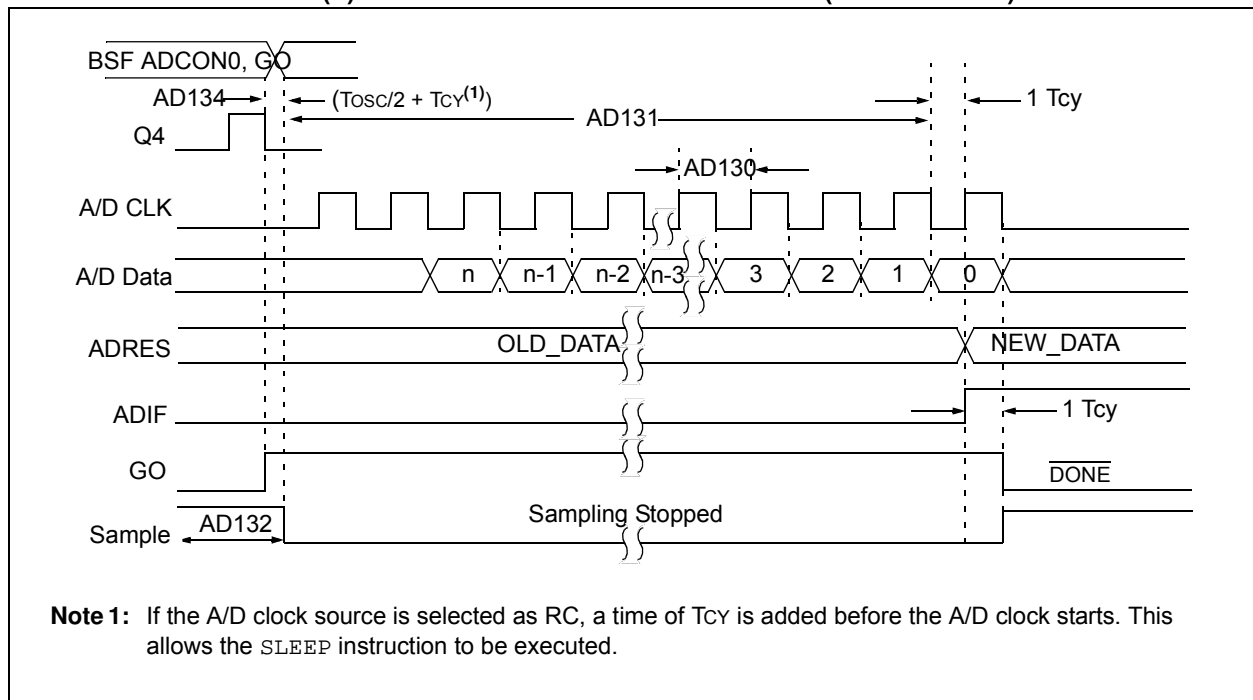 BSF ADCON0, GO
AD134
(TOSC/2 + TCY(1))
1 Tcy
AD131
Q4
AD130
A/D CLK
A/D Data
n
n-1
n-2
n-3
3
2
1
0
ADRES
OLD_DATA
NEW_DATA
ADIF
1 Tcy
GO
DONE
Sample
AD132
Sampling Stopped
Note 1: If the A/D clock source is selected as RC, a time of TCY is added before the A/D clock starts. This
allows the SLEEP instruction to be executed.